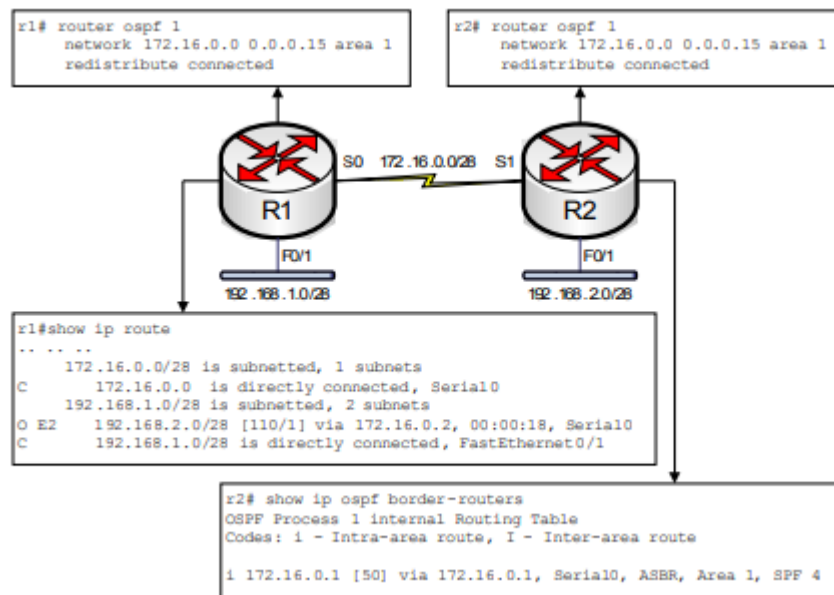 r1# router ospf 1
network 172.16.0.0 0.0.0.15 area 1
redistribute connected
r2# router ospf 1
network 172.16.0.0 0.0.0.15 area 1
redistribute connected
S0 172.16.0.0/28 S1
R1
R2
F0/1
F0/1
192.168.1.0/28
192.168.2.0/28
r1#show ip route
.. .. ..
172.16.0.0/28 is subnetted, 1 subnets
C 172.16.0.0 is directly connected, Serial0
192.168.1.0/28 is subnetted, 2 subnets
O E2 192.168.2.0/28 [110/1] via 172.16.0.2, 00:00:18, Serial0
C 192.168.1.0/28 is directly connected, FastEthernet0/1
r2# show ip ospf border-routers
OSPF Process 1 internal Routing Table
Codes: i - Intra-area route, I - Inter-area route
i 172.16.0.1 [50] via 172.16.0.1, Serial0, ASBR, Area 1, SPF 4